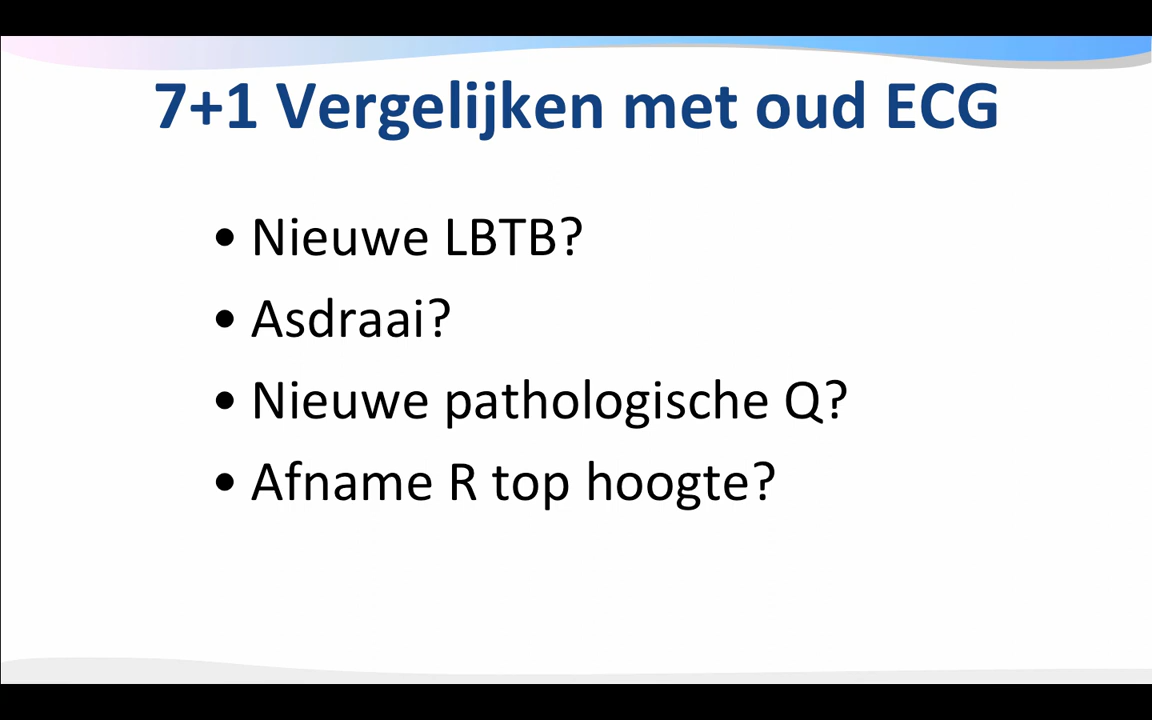 7+1 Vergelijken met oud ECG
• Nieuwe LBTB?
• Asdraai?
• Nieuwe pathologische Q?
• Afname R top hoogte?